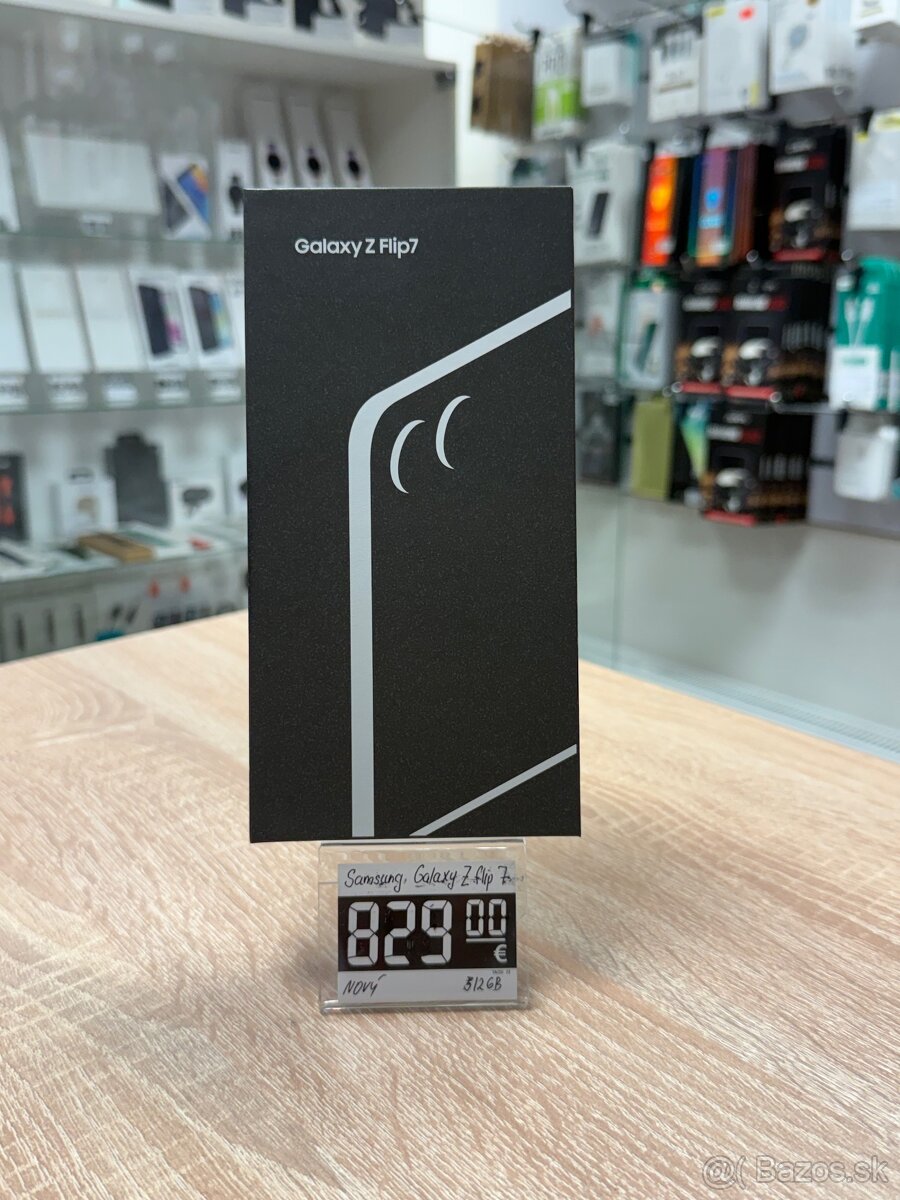 Galaxy Z Flip7
Samsung, Galaxy Z flip 7
829 00
€
NOVÝ 512GB
@( Bazos.sk